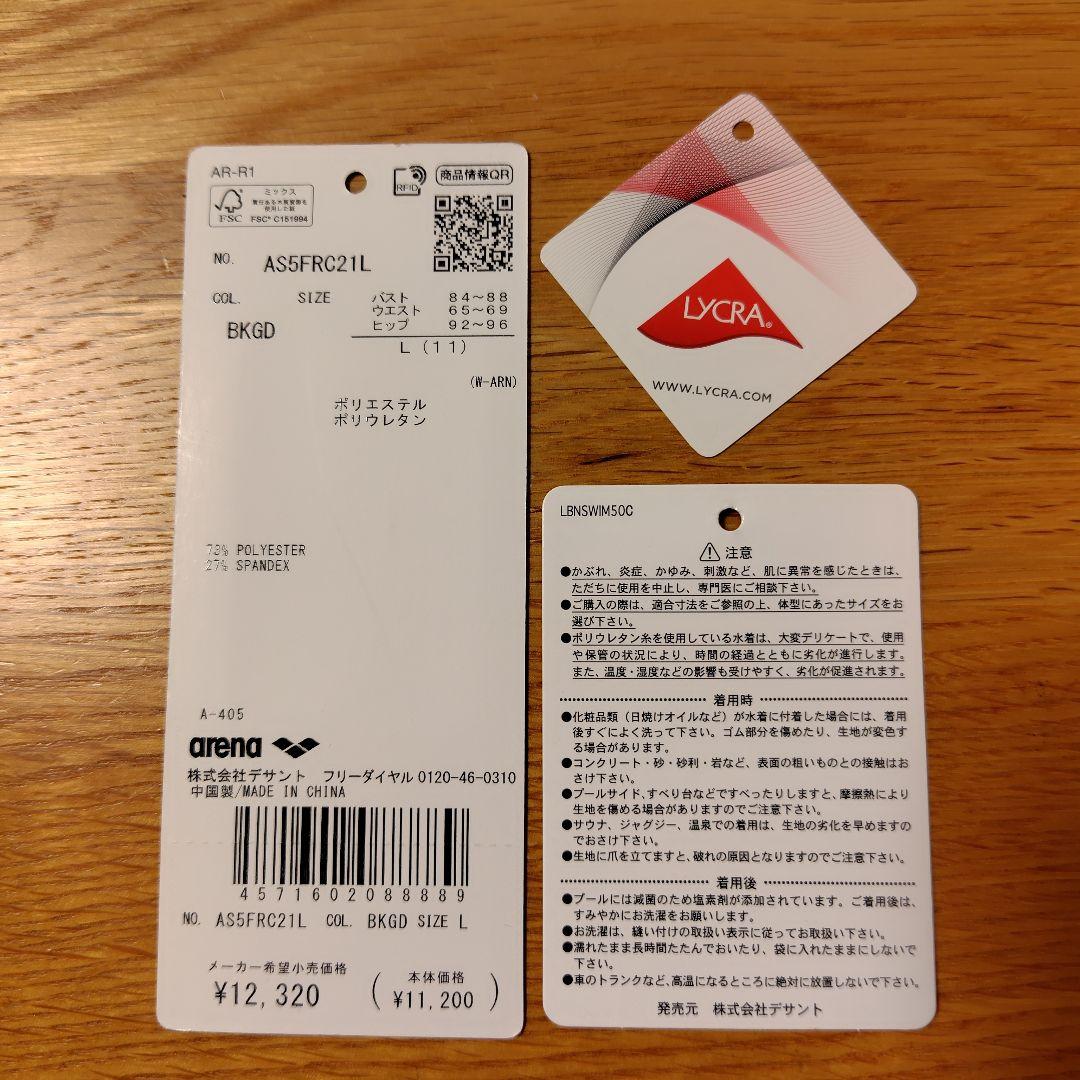 AR-R1
RFID
商品情報QR
FSC
ミックス
責任ある木質資源を
使用した紙
FSC® C151994
NO. AS5FRC21L
COL. SIZE
BKGD
バスト 84～88
ウエスト 65～69
ヒップ 92～96
L (11)
(W-ARN)
ポリエステル
ポリウレタン
73% POLYESTER
27% SPANDEX
A-405
arena
株式会社デサント フリーダイヤル 0120-46-0310
中国製/MADE IN CHINA
4571602088889
NO. AS5FRC21L COL. BKGD SIZE L
メーカー希望小売価格
¥12,320
(本体価格
¥11,200)
LYCRA®
WWW.LYCRA.COM
LBNSWIM50C
⚠ 注意
●かぶれ、炎症、かゆみ、刺激など、肌に異常を感じたときは、
ただちに使用を中止し、専門医にご相談下さい。
●ご購入の際は、適合寸法をご参照の上、体型にあったサイズをお
選び下さい。
●ポリウレタン糸を使用している水着は、大変デリケートで、使用
や保管の状況により、時間の経過とともに劣化が進行します。
また、温度・湿度などの影響も受けやすく、劣化が促進されます。
着用時
●化粧品類（日焼けオイルなど）が水着に付着した場合には、着用
後すぐによく洗って下さい。ゴム部分を傷めたり、生地が変色す
る場合があります。
●コンクリート・砂・砂利・岩など、表面の粗いものとの接触はお
さけ下さい。
●プールサイド、すべり台などですべったりしますと、摩擦熱により
生地を傷める場合がありますのでご注意下さい。
●サウナ、ジャグジー、温泉での着用は、生地の劣化を早めますの
でおさけ下さい。
●生地に爪を立てますと、破れの原因となりますのでご注意下さい。
着用後
●プールには滅菌のため塩素剤が添加されています。ご着用後は、
すみやかにお洗濯をお願いします。
●お洗濯は、縫い付けの取扱い表示に従ってお取扱い下さい。
●濡れたまま長時間たたんでおいたり、袋に入れたままにしないで
下さい。
●車のトランクなど、高温になるところに絶対に放置しないで下さい。
発売元 株式会社デサント